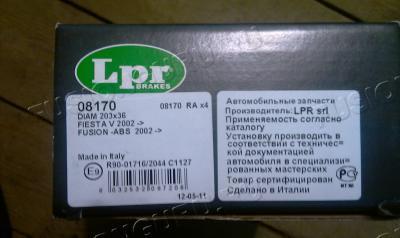 Lpr
BRAKES
08170
08170 RA x4
DIAM 203x36
FIESTA V 2002 ->
FUSION -ABS 2002 ->
Made in Italy
E9
R90-01716/2044 C1127
12-05-11
Автомобильные запчасти
Производитель: LPR srl
Применяемость согласно
каталогу
Установку производить в
соответствии с техничес-
кой документацией
автомобиля в специализи-
рованных мастерских
Товар сертифицирован
Сделано в Италии